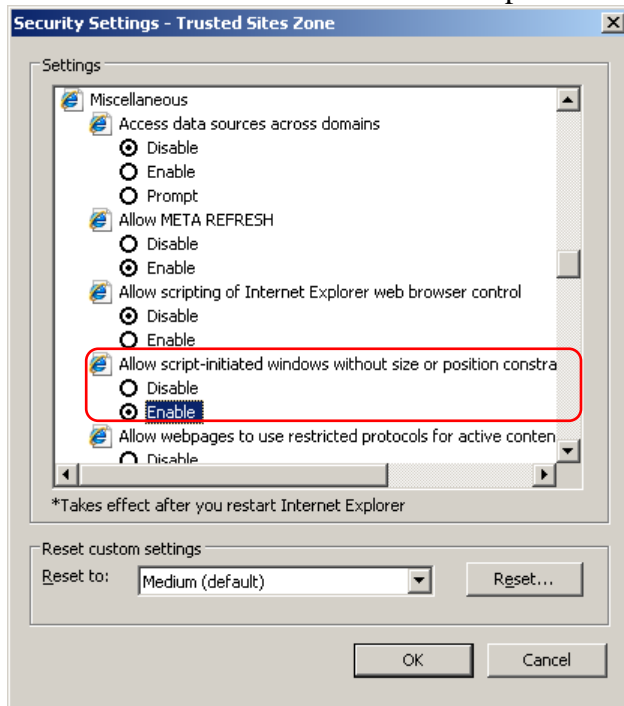 Security Settings - Trusted Sites Zone
Settings
Miscellaneous
Access data sources across domains
Disable
Enable
Prompt
Allow META REFRESH
Disable
Enable
Allow scripting of Internet Explorer web browser control
Disable
Enable
Allow script-initiated windows without size or position constra
Disable
Enable
Allow webpages to use restricted protocols for active conten
Disable
*Takes effect after you restart Internet Explorer
Reset custom settings
Reset to: Medium (default) Reset...
OK Cancel